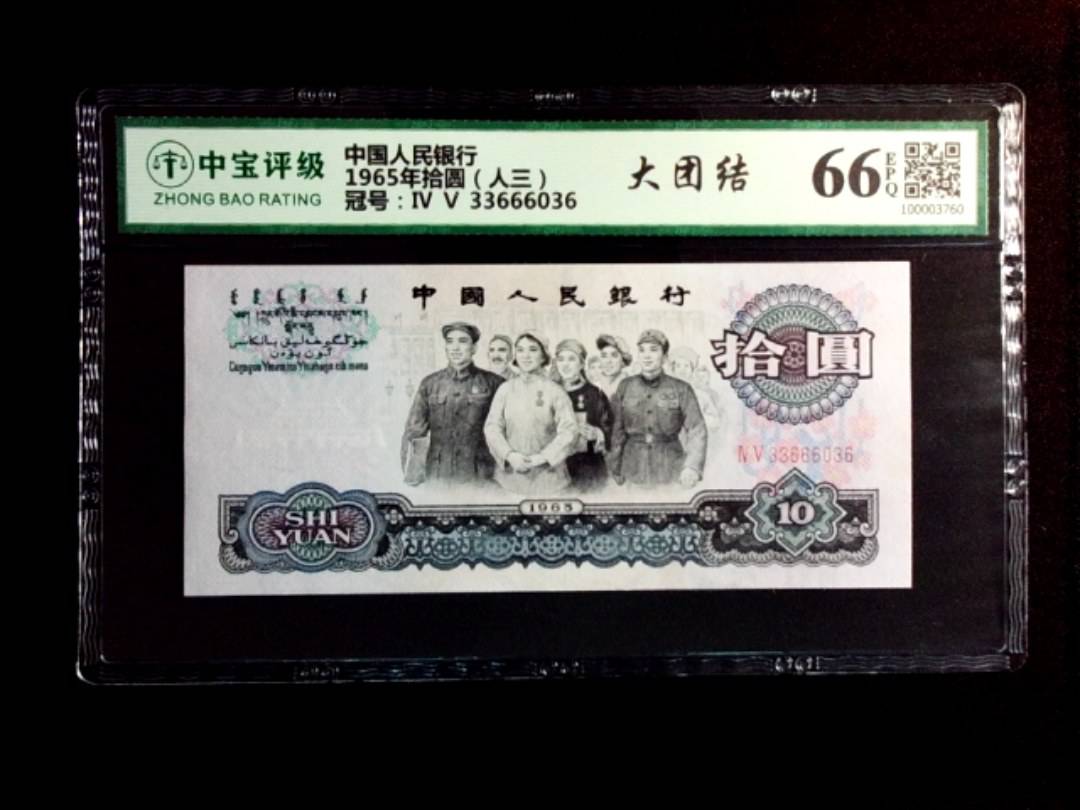 中宝评级
ZHONG BAO RATING
中国人民银行
1965年拾圆（人三）
冠号：Ⅳ Ⅴ 33666036
大团结
66
EPQ
100003760
中國人民銀行
拾圓
Ⅳ Ⅴ 33666036
1965
SHI
YUAN
10